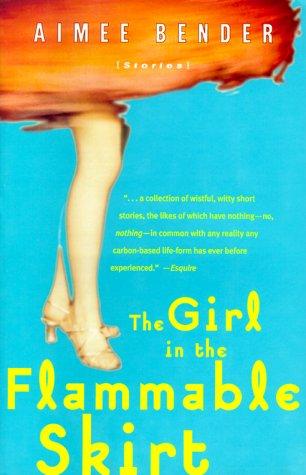 AIMEE BENDER
[Stories]
". . . a collection of wistful, witty short
stories, the likes of which have nothing—no,
nothing—in common with any reality any
carbon-based life-form has ever before
experienced." —Esquire
The Girl
in the
Flammable
Skirt